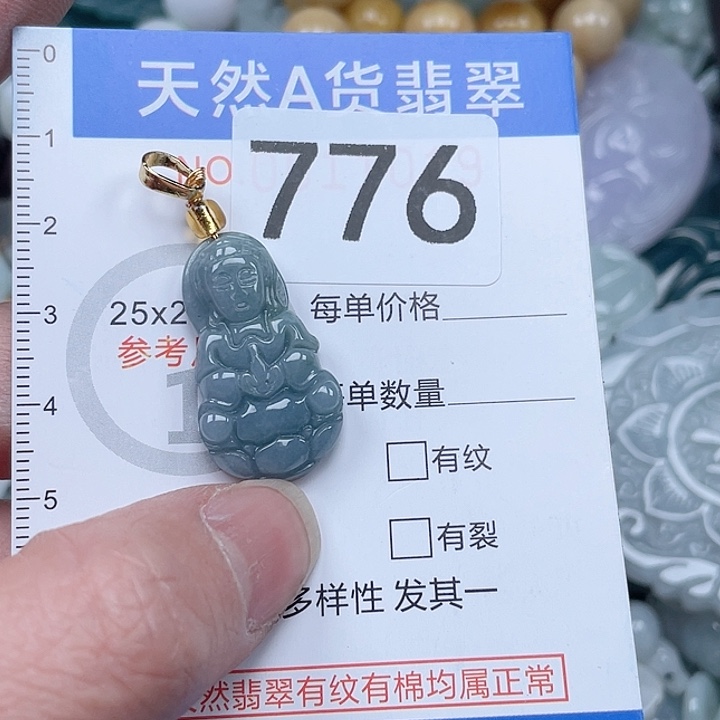 0
天然A货翡翠
1
NO
776
2
3
25x2
每单价格
参考
4
单数量
5
有纹
有裂
多样性 发其一
然翡翠有纹有棉均属正常